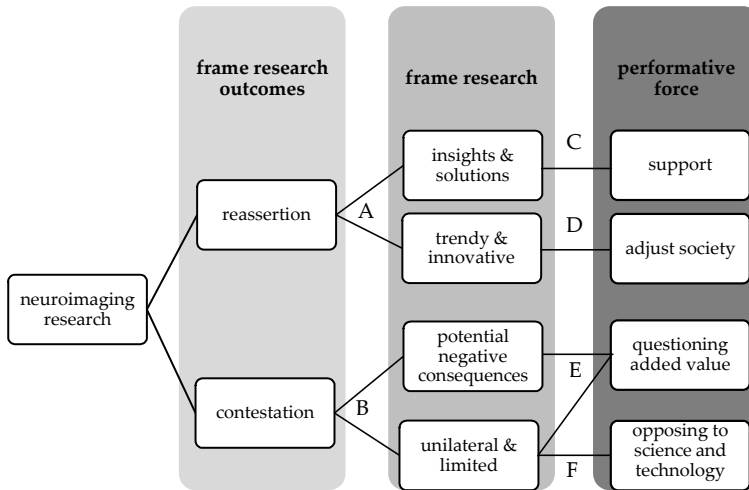 frame research
outcomes
frame research
performative
force
insights &
solutions
C
support
reassertion
A
trendy &
innovative
D
adjust society
neuroimaging
research
potential
negative
consequences
E
questioning
added value
contestation
B
unilateral &
limited
F
opposing to
science and
technology